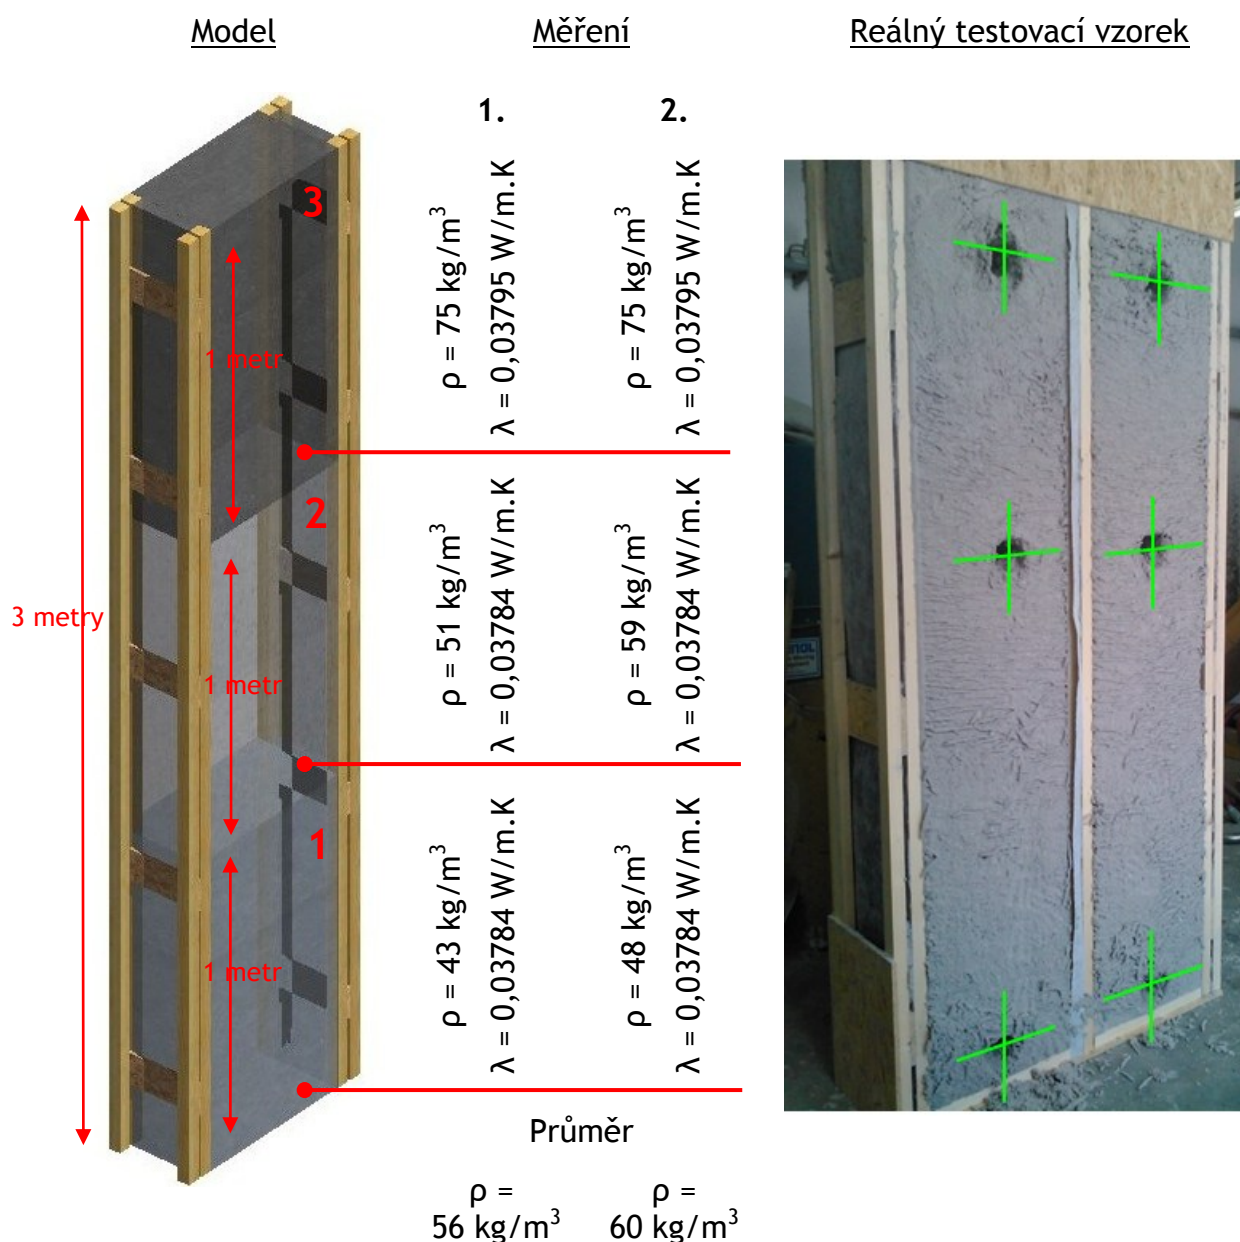 Model
Měření
Reálný testovací vzorek
1.
2.
3
ρ = 75 kg/m³
λ = 0,03795 W/m.K
ρ = 75 kg/m³
λ = 0,03795 W/m.K
1 metr
2
ρ = 51 kg/m³
λ = 0,03784 W/m.K
ρ = 59 kg/m³
λ = 0,03784 W/m.K
3 metry
1 metr
1
ρ = 43 kg/m³
λ = 0,03784 W/m.K
ρ = 48 kg/m³
λ = 0,03784 W/m.K
1 metr
Průměr
ρ =
56 kg/m³
ρ =
60 kg/m³